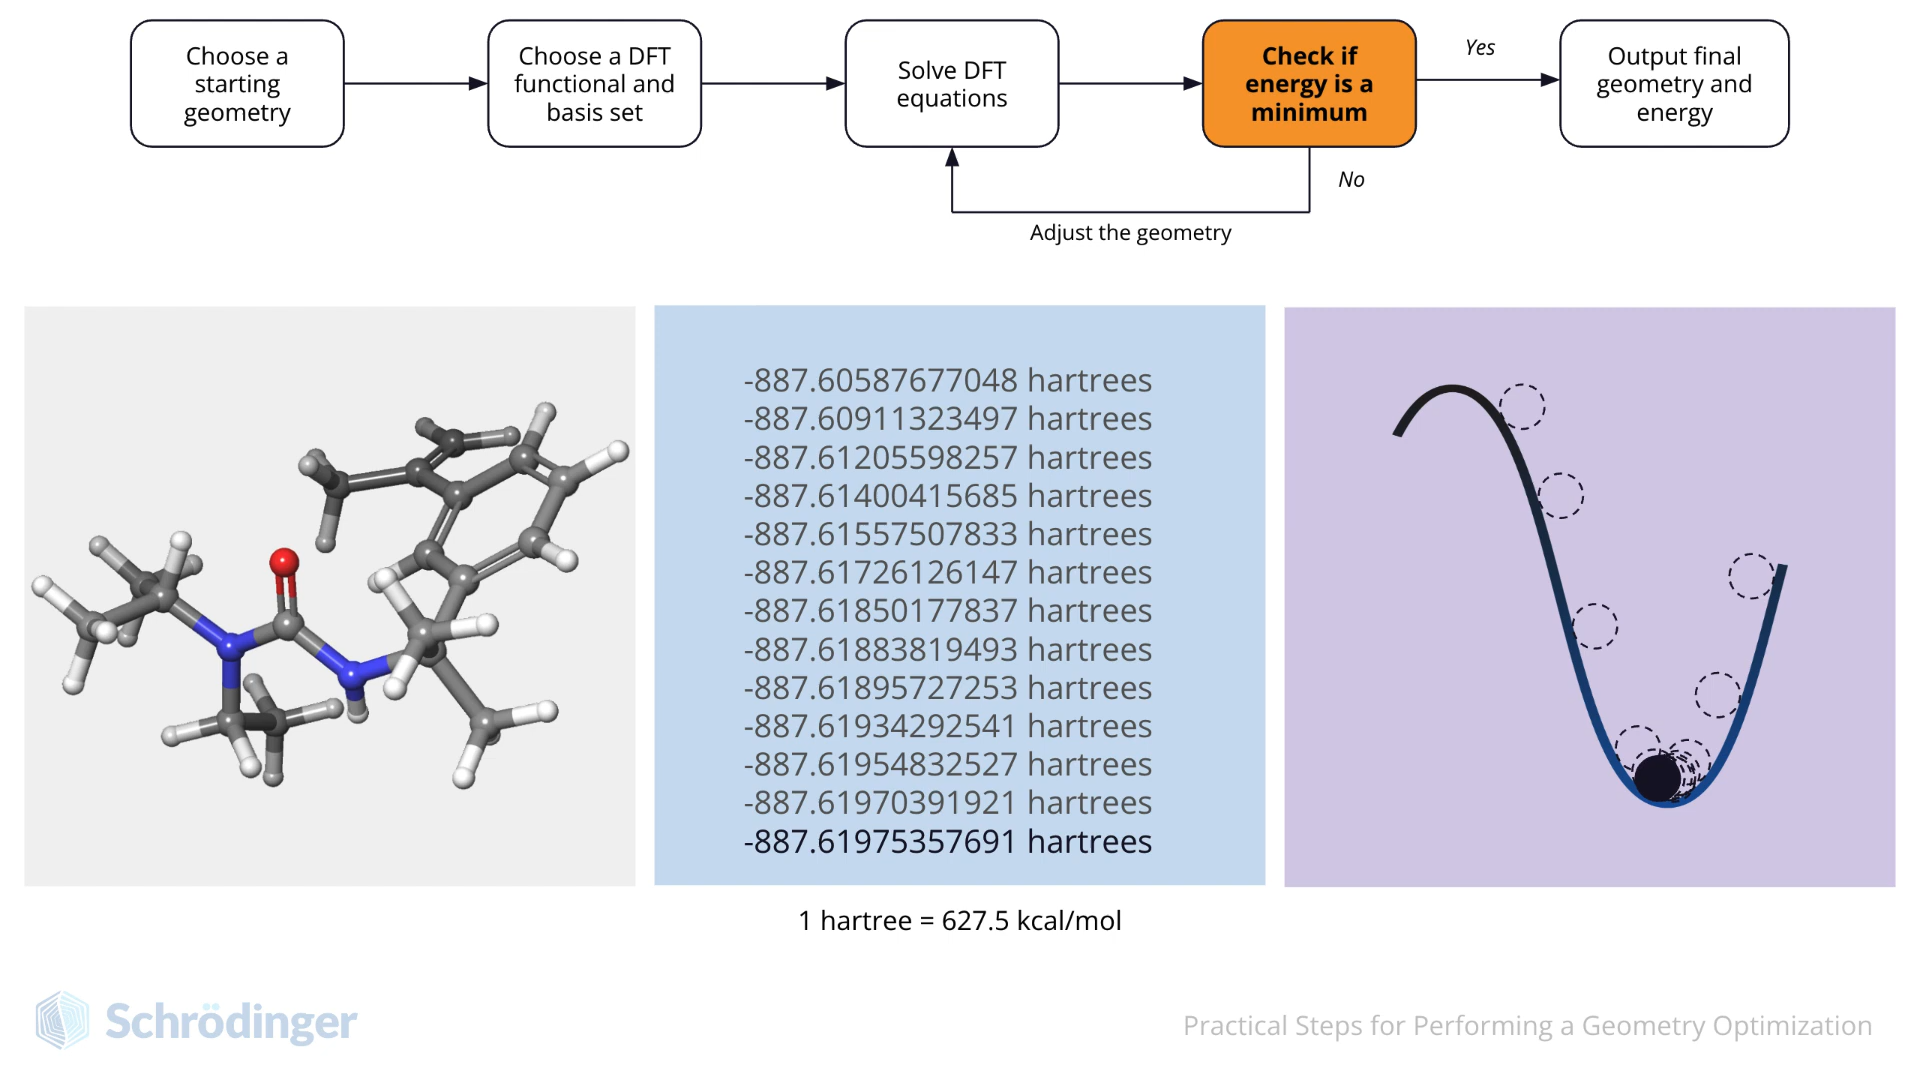 Choose a
starting
geometry
Choose a DFT
functional and
basis set
Solve DFT
equations
Check if
energy is a
minimum
Yes
Output final
geometry and
energy
No
Adjust the geometry
-887.60587677048 hartrees
-887.60911323497 hartrees
-887.61205598257 hartrees
-887.61400415685 hartrees
-887.61557507833 hartrees
-887.61726126147 hartrees
-887.61850177837 hartrees
-887.61883819493 hartrees
-887.61895727253 hartrees
-887.61934292541 hartrees
-887.61954832527 hartrees
-887.61970391921 hartrees
-887.61975357691 hartrees
1 hartree = 627.5 kcal/mol
Schrödinger
Practical Steps for Performing a Geometry Optimization